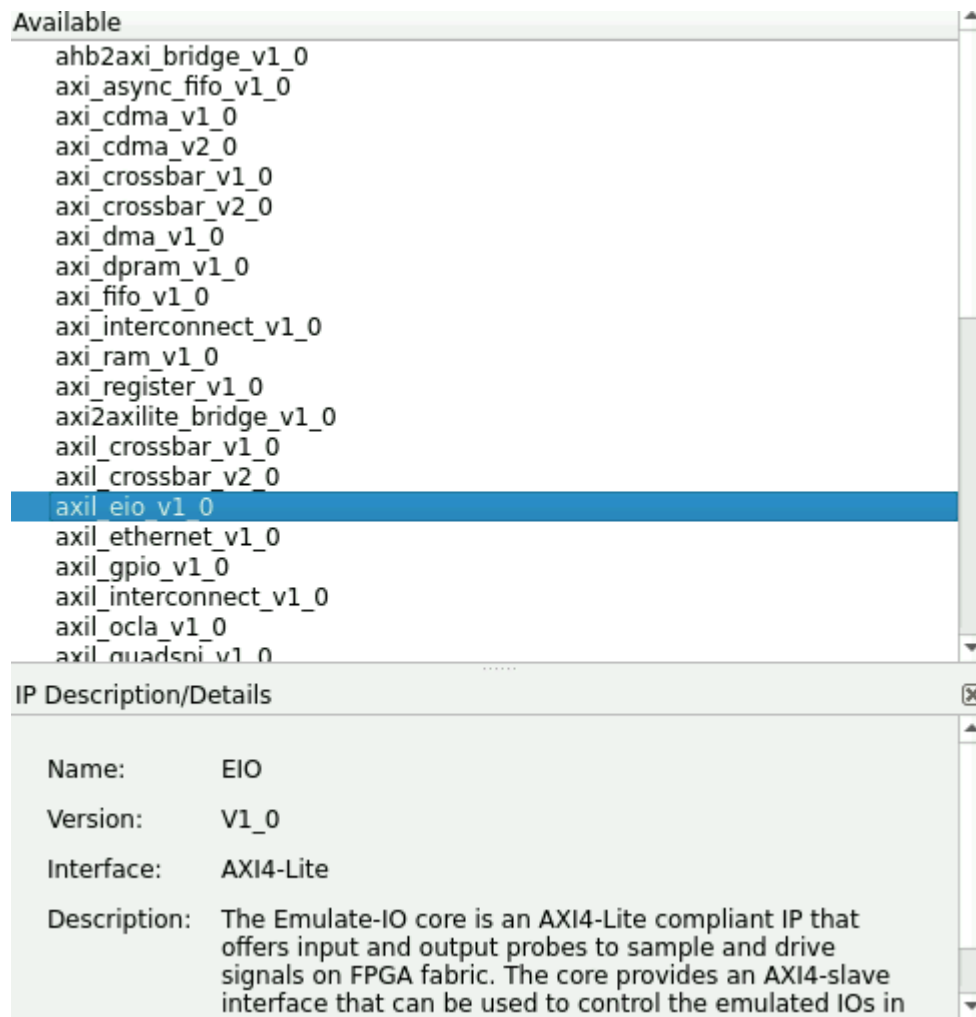 Available
ahb2axi_bridge_v1_0
axi_async_fifo_v1_0
axi_cdma_v1_0
axi_cdma_v2_0
axi_crossbar_v1_0
axi_crossbar_v2_0
axi_dma_v1_0
axi_dpram_v1_0
axi_fifo_v1_0
axi_interconnect_v1_0
axi_ram_v1_0
axi_register_v1_0
axi2axilite_bridge_v1_0
axil_crossbar_v1_0
axil_crossbar_v2_0
axil_eio_v1_0
axil_ethernet_v1_0
axil_gpio_v1_0
axil_interconnect_v1_0
axil_ocla_v1_0
axil_quadspi_v1_0
IP Description/Details
Name: EIO
Version: V1_0
Interface: AXI4-Lite
Description: The Emulate-IO core is an AXI4-Lite compliant IP that
offers input and output probes to sample and drive
signals on FPGA fabric. The core provides an AXI4-slave
interface that can be used to control the emulated IOs in